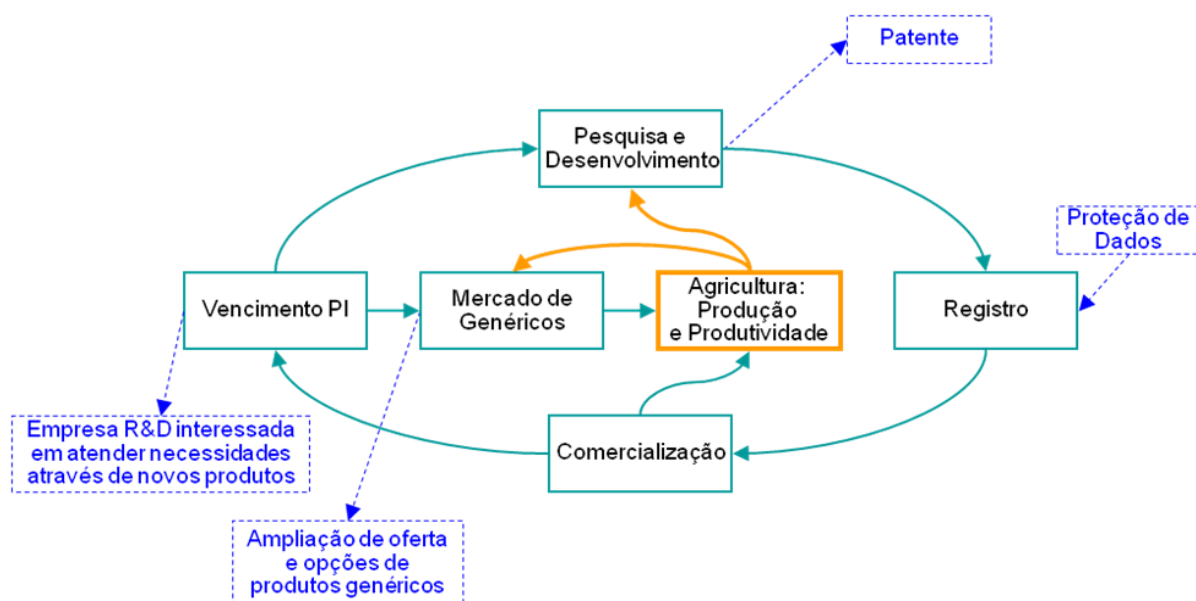 Patente
Pesquisa e
Desenvolvimento
Proteção de
Dados
Vencimento PI
Mercado de
Genéricos
Agricultura:
Produção
e Produtividade
Registro
Empresa R&D interessada
em atender necessidades
através de novos produtos
Comercialização
Ampliação de oferta
e opções de
produtos genéricos